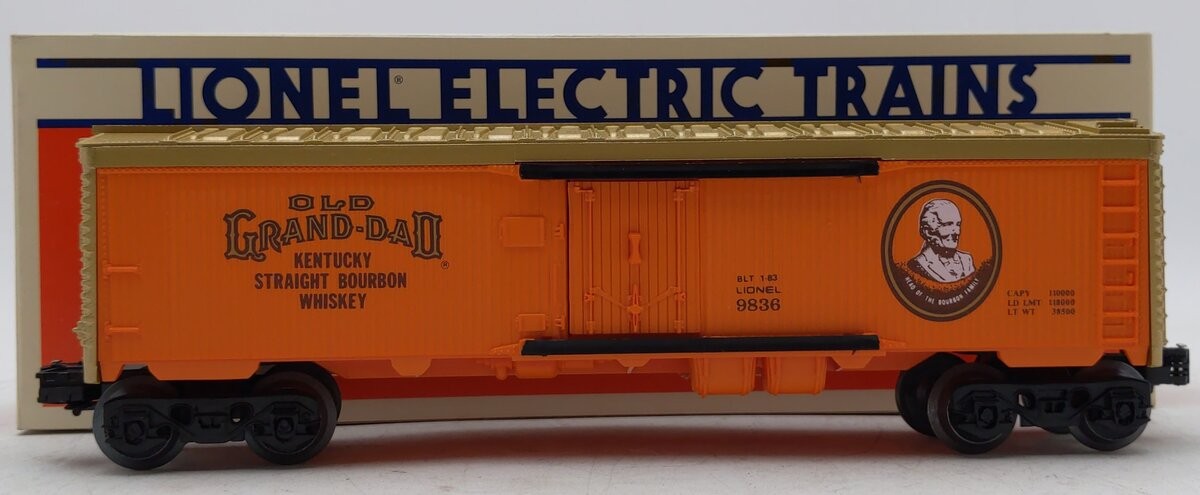 LIONEL® ELECTRIC TRAINS
OLD
GRAND-DAD®
KENTUCKY
STRAIGHT BOURBON
WHISKEY
BLT 1-83
LIONEL
9836
HEAD OF THE BOURBON FAMILY
CAPY 110000
LD LMT 118000
LT WT 38500